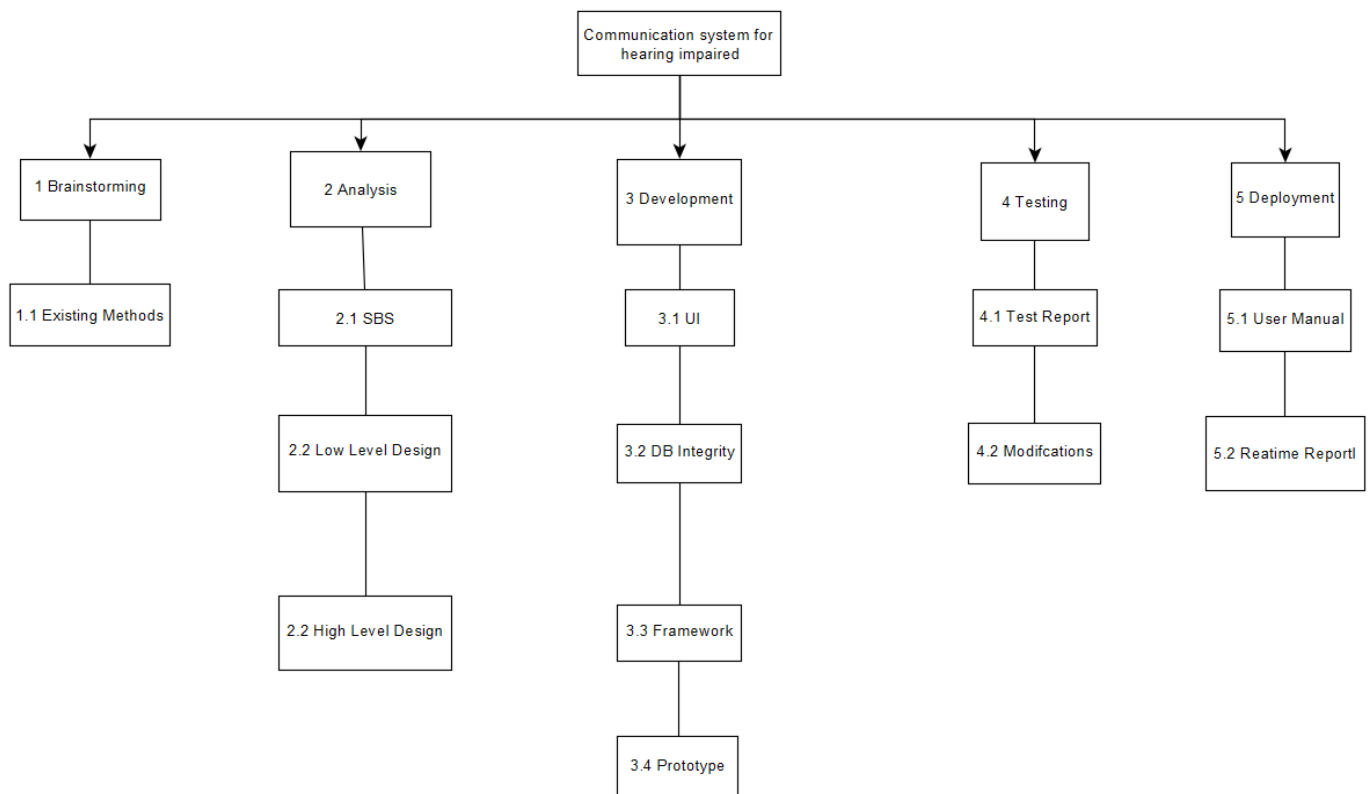 Communication system for
hearing impaired
1 Brainstorming
2 Analysis
3 Development
4 Testing
5 Deployment
1.1 Existing Methods
2.1 SBS
3.1 UI
4.1 Test Report
5.1 User Manual
2.2 Low Level Design
3.2 DB Integrity
4.2 Modifcations
5.2 Reatime Reportl
2.2 High Level Design
3.3 Framework
3.4 Prototype